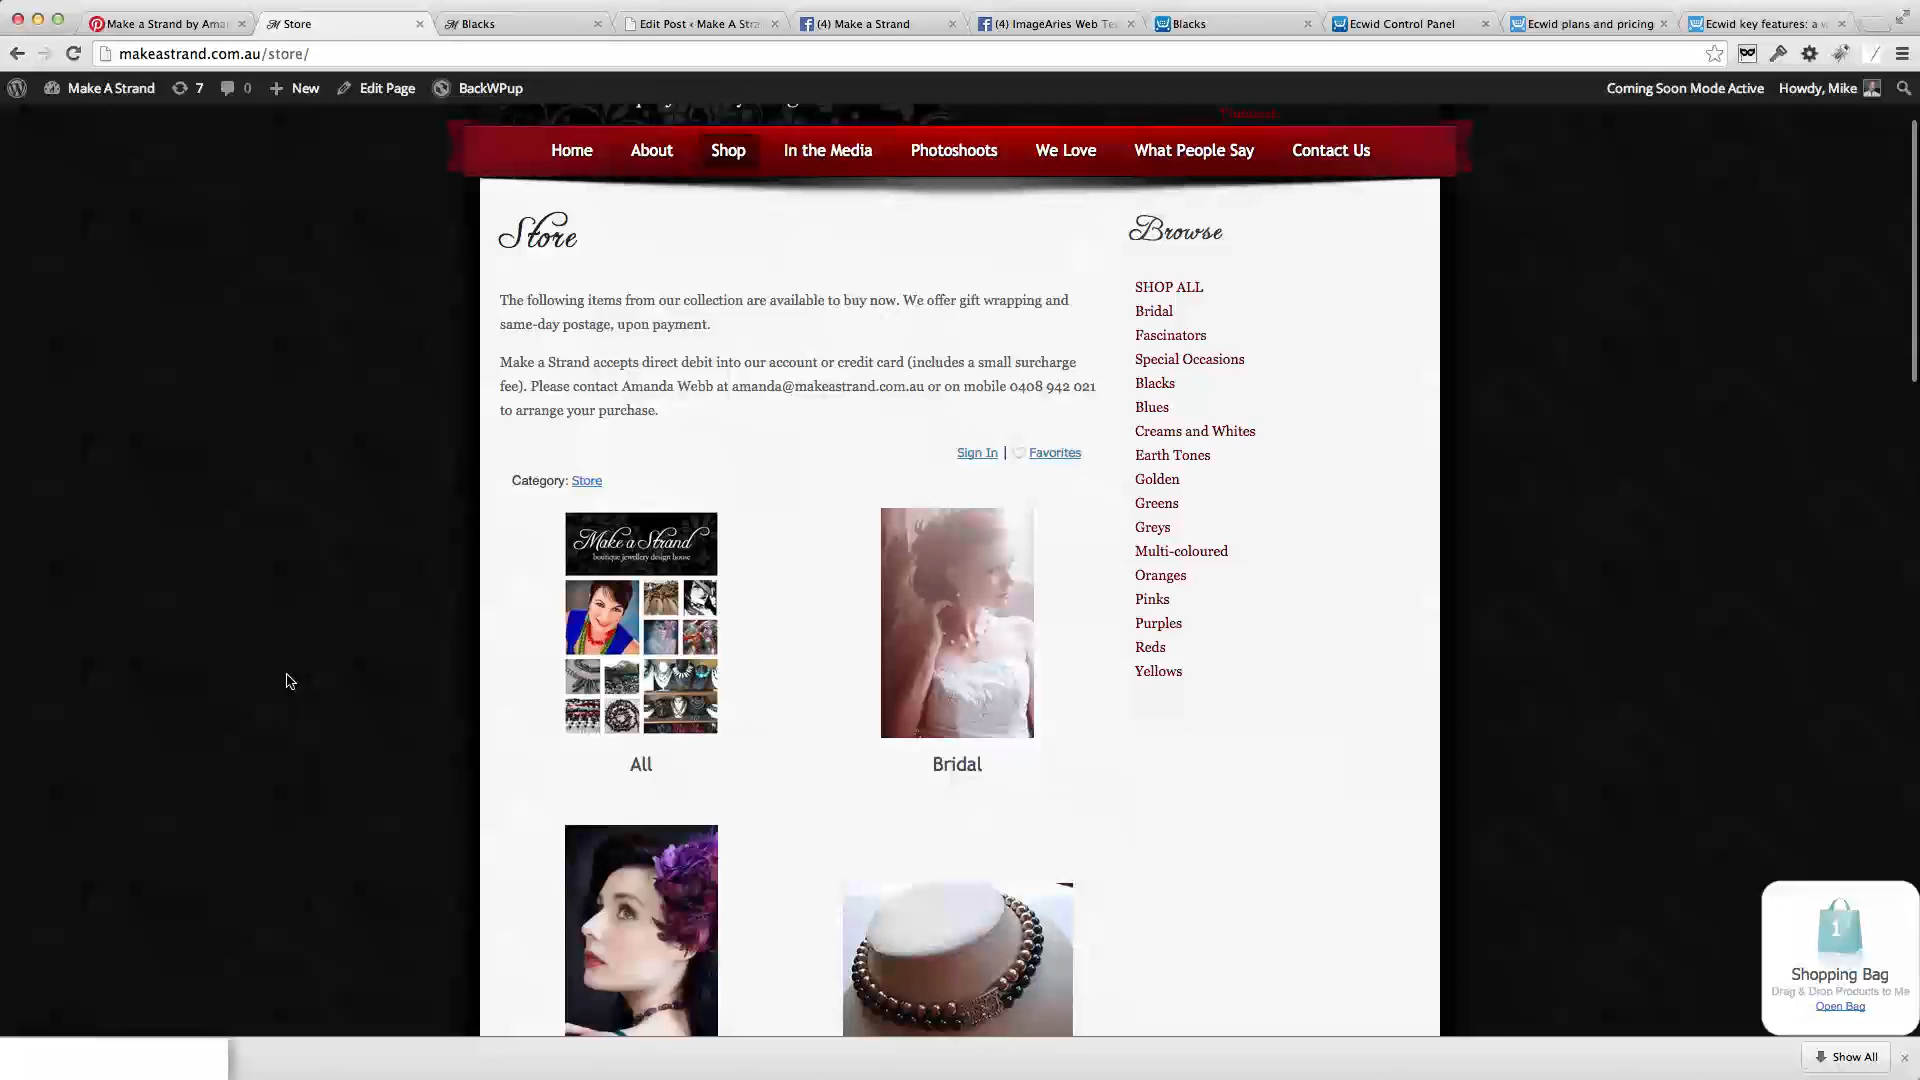 Make a Strand by Ama
Store
Blacks
Edit Post ‹ Make A Stra
(4) Make a Strand
(4) ImageAries Web Te
Blacks
Ecwid Control Panel
Ecwid plans and pricing
Ecwid key features: a v
makeastrand.com.au/store/
Make A Strand 7 0 New Edit Page BackWPup
Coming Soon Mode Active Howdy, Mike
Home About Shop In the Media Photoshoots We Love What People Say Contact Us
Store
The following items from our collection are available to buy now. We offer gift wrapping and
same-day postage, upon payment.
Make a Strand accepts direct debit into our account or credit card (includes a small surcharge
fee). Please contact Amanda Webb at amanda@makeastrand.com.au or on mobile 0408 942 021
to arrange your purchase.
Sign In | Favorites
Category: Store
Make a Strand
boutique jewellery design house
All
Bridal
Browse
SHOP ALL
Bridal
Fascinators
Special Occasions
Blacks
Blues
Creams and Whites
Earth Tones
Golden
Greens
Greys
Multi-coloured
Oranges
Pinks
Purples
Reds
Yellows
1
Shopping Bag
Drag & Drop Products to Me
Open Bag
Show All